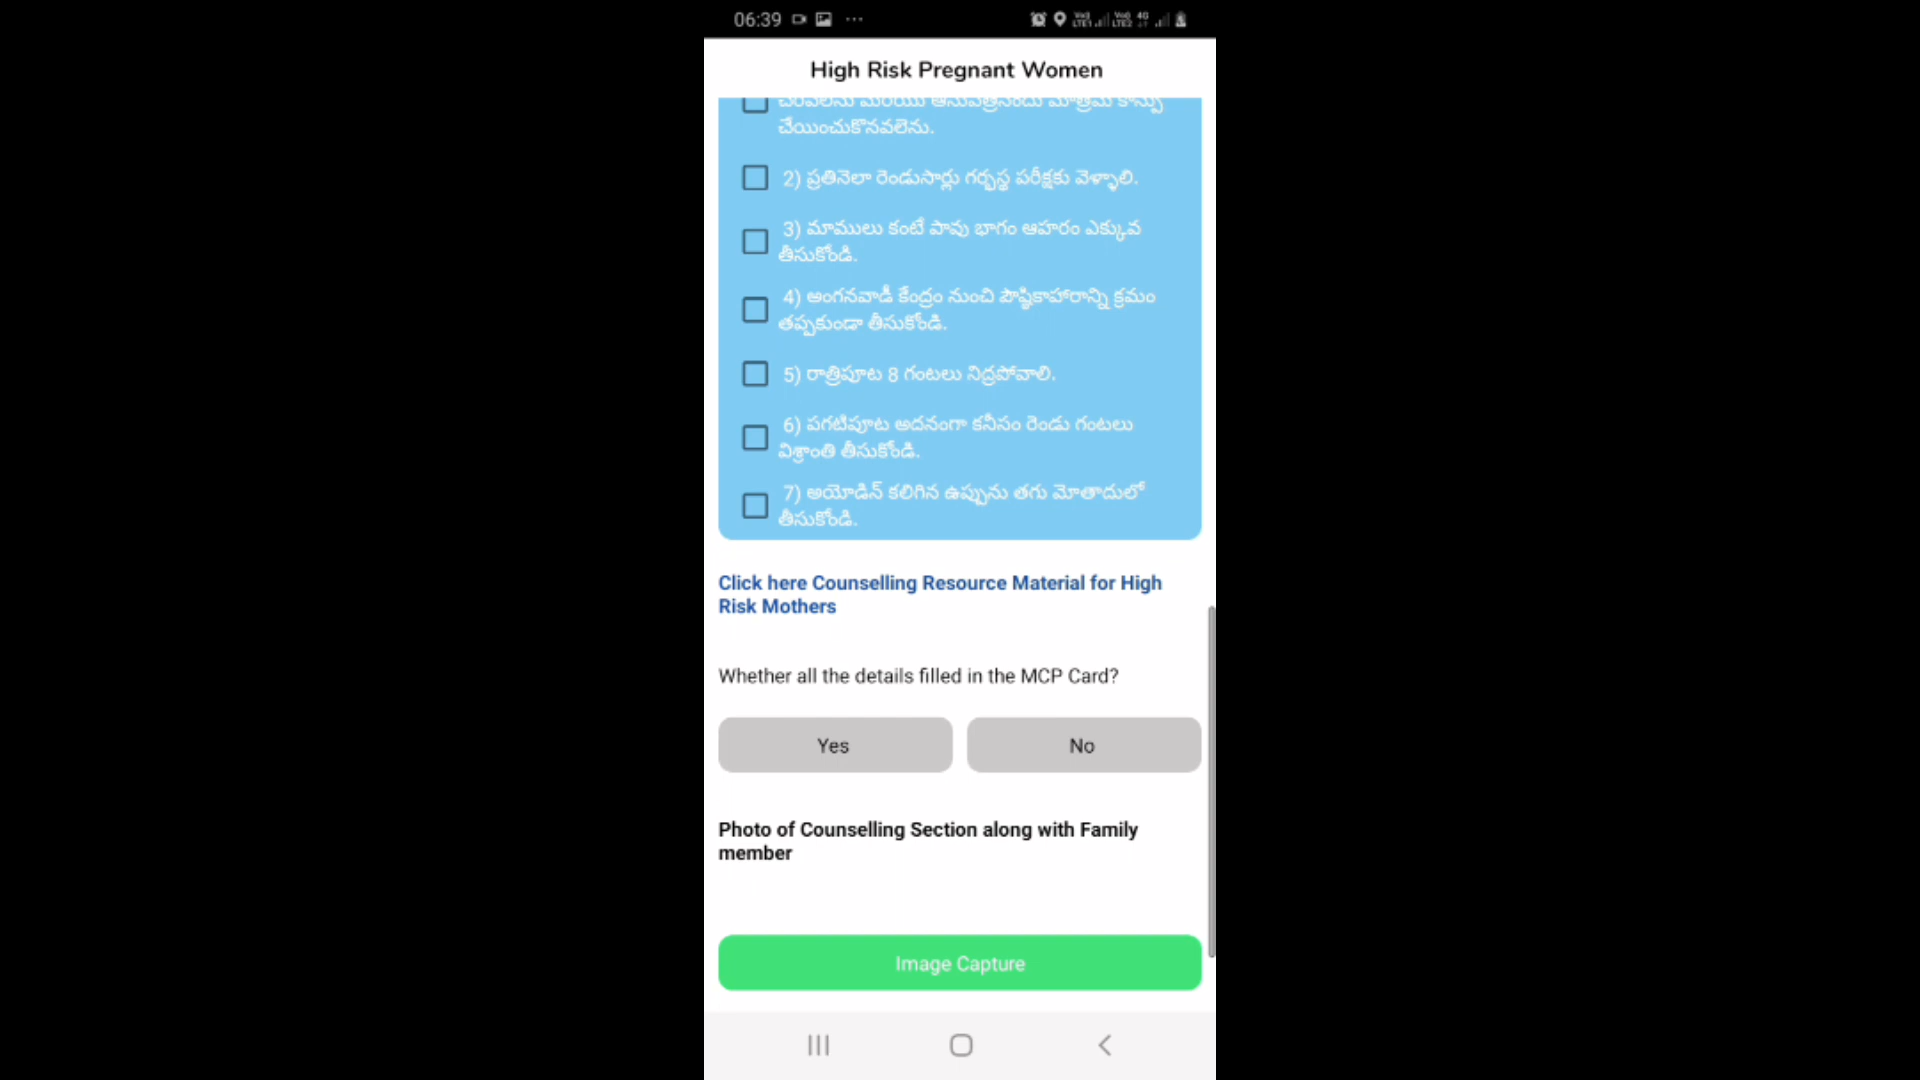 06:39
High Risk Pregnant Women
చేయించుకొనవలెను.
2) ప్రతినెలా రెండుసార్లు గర్భస్థ పరీక్షకు వెళ్ళాలి.
3) మాములు కంటే పావు భాగం ఆహారం ఎక్కువ
తీసుకోండి.
4) అంగనవాడీ కేంద్రం నుంచి పౌష్ఠికాహారాన్ని క్రమం
తప్పకుండా తీసుకోండి.
5) రాత్రిపూట 8 గంటలు నిద్రపోవాలి.
6) పగటిపూట అదనంగా కనీసం రెండు గంటలు
విశ్రాంతి తీసుకోండి.
7) అయోడిన్ కలిగిన ఉప్పును తగు మోతాదులో
తీసుకోండి.
Click here Counselling Resource Material for High
Risk Mothers
Whether all the details filled in the MCP Card?
Yes No
Photo of Counselling Section along with Family
member
Image Capture